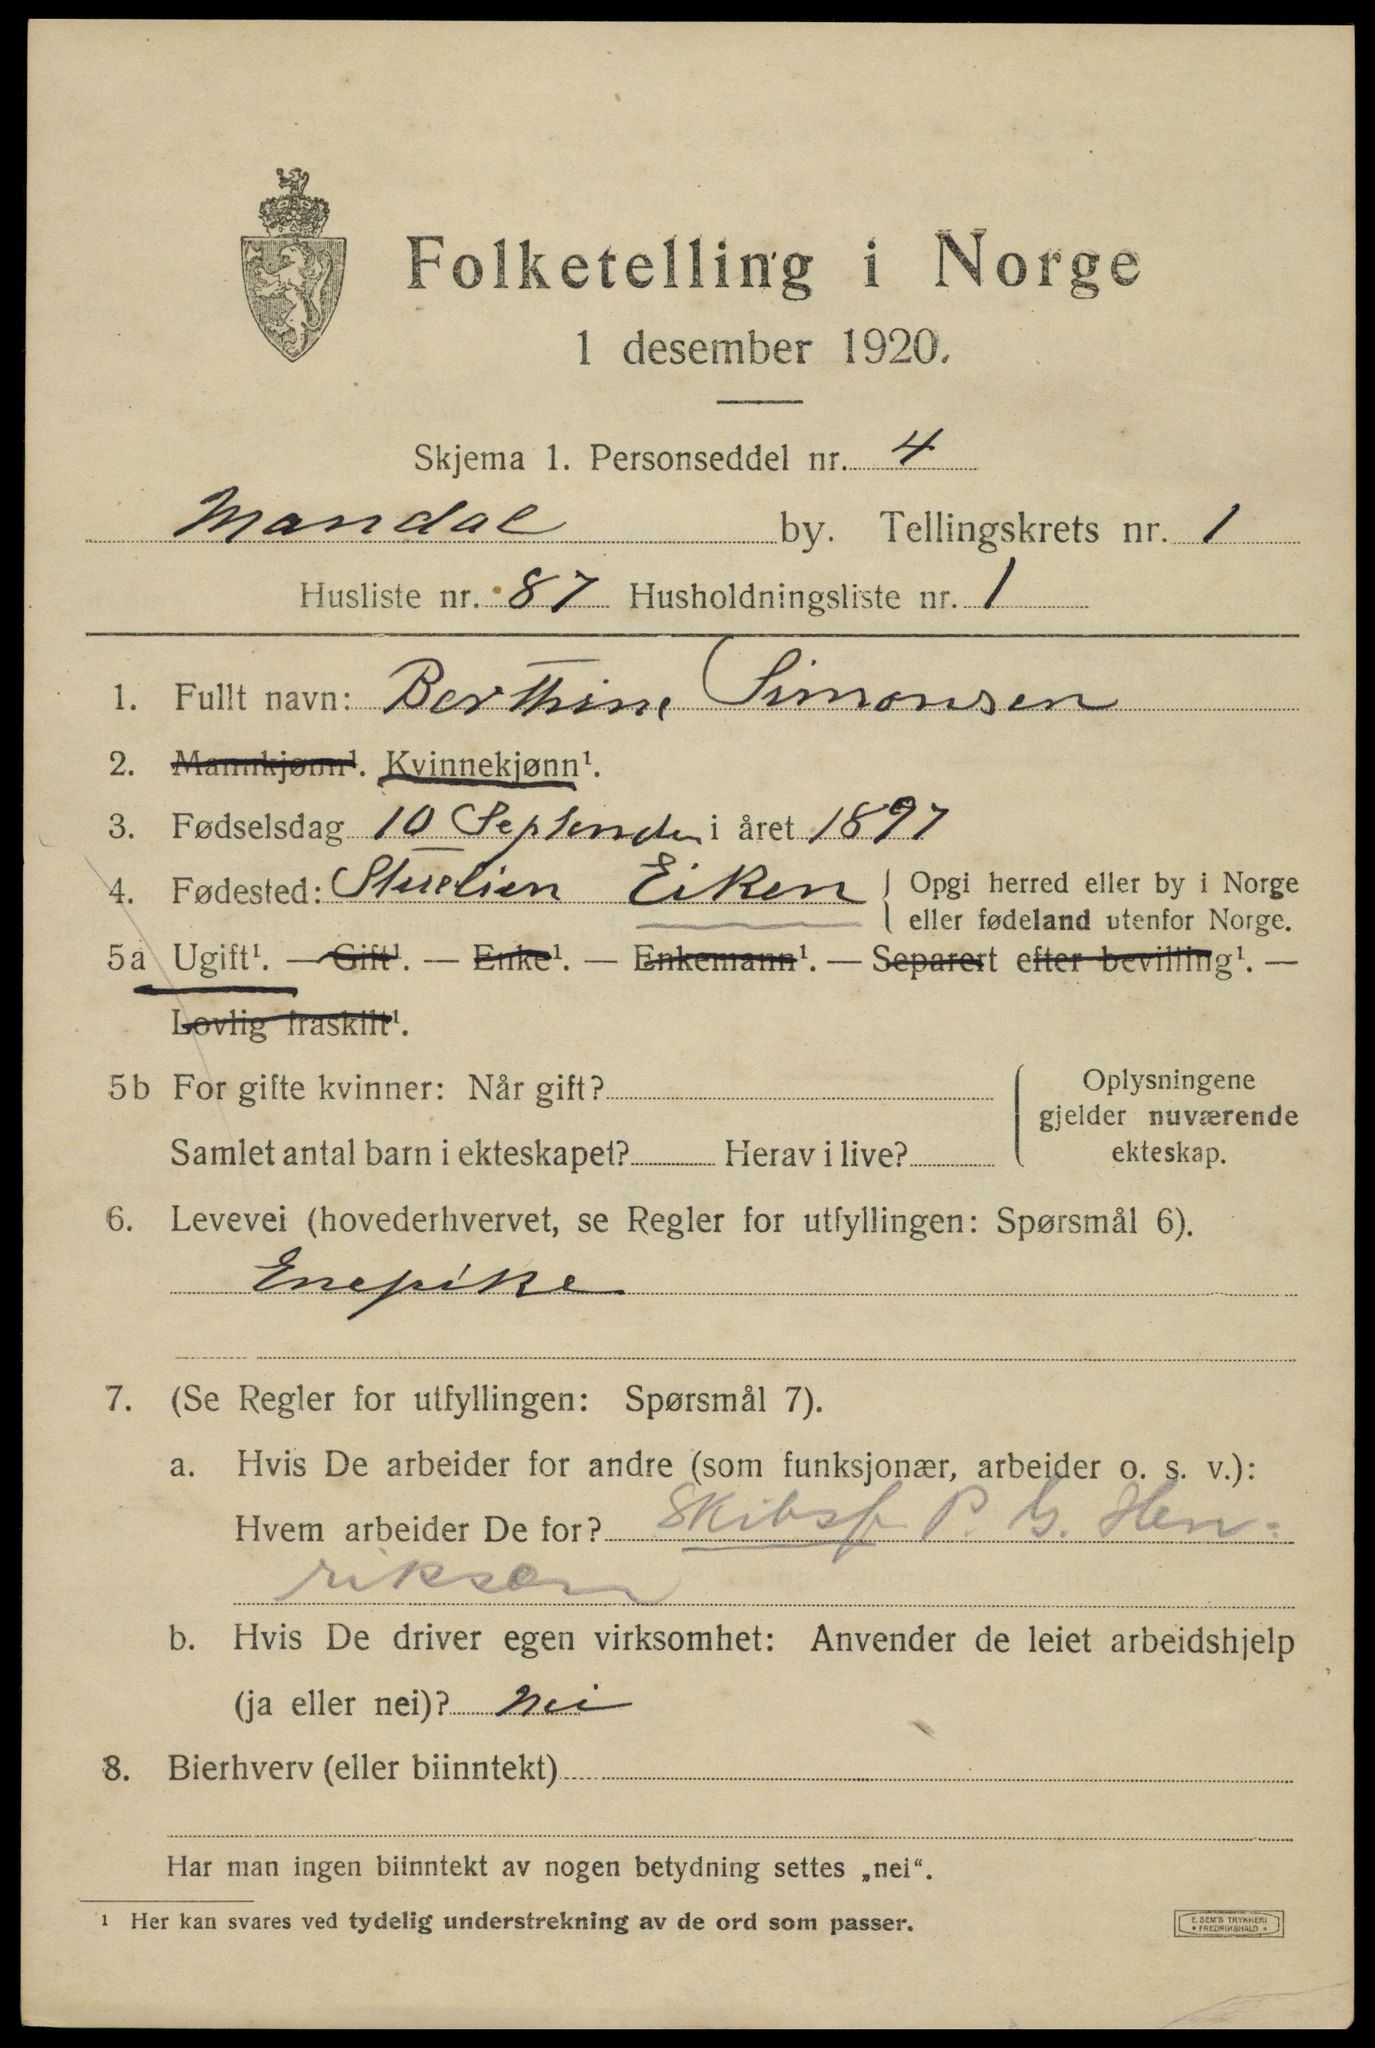 Folketelling i Norge
1 desember 1920.
Skjema 1. Personseddel nr. 4
Mandal by. Tellingskrets nr. 1
Husliste nr. 87 Husholdningsliste nr. 1
1. Fullt navn: Berthine Simonsen
2. Mannkjønn¹. Kvinnekjønn¹.
3. Fødselsdag 10 September i året 1897
4. Fødested: Eiken { Opgi herred eller by i Norge
eller fødeland utenfor Norge.
5a Ugift¹. — Gift¹. — Enke¹. — Enkemann¹. — Separert efter bevilling¹. —
Lovlig fraskilt¹.
5b For gifte kvinner: Når gift?
Samlet antal barn i ekteskapet? Herav i live?
Oplysningene
gjelder nuværende
ekteskap.
6. Levevei (hovederhvervet, se Regler for utfyllingen: Spørsmål 6).
Enepike
7. (Se Regler for utfyllingen: Spørsmål 7).
a. Hvis De arbeider for andre (som funksjonær, arbeider o. s. v.):
Hvem arbeider De for? Skibsf P. G. Hen-
riksen
b. Hvis De driver egen virksomhet: Anvender de leiet arbeidshjelp
(ja eller nei)? Nei
8. Bierhverv (eller biinntekt)
Har man ingen biinntekt av nogen betydning settes „nei“.
¹ Her kan svares ved tydelig understrekning av de ord som passer.
E. SEM'S TRYKKERI
• FREDRIKSHALD •